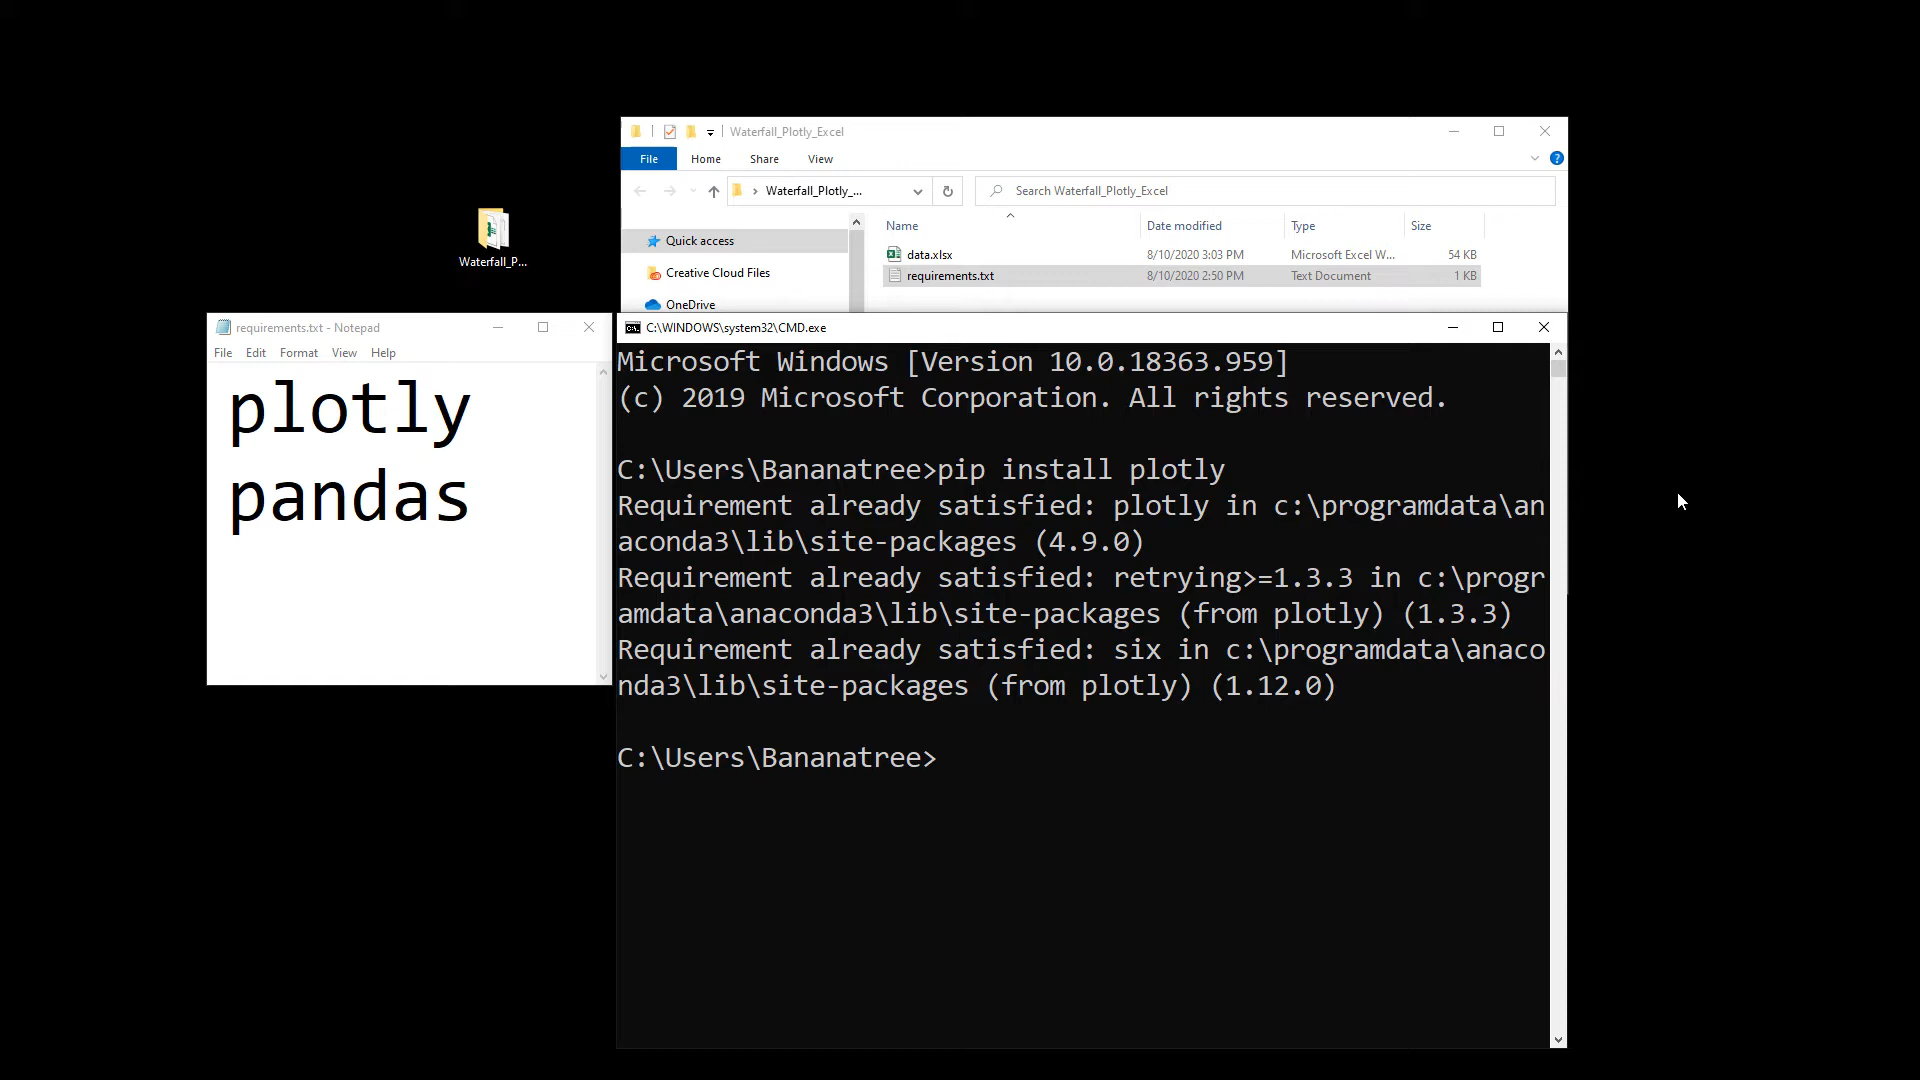 Waterfall_Plotly_Excel
File Home Share View
Waterfall_Plotly_...
Search Waterfall_Plotly_Excel
Name Date modified Type Size
Quick access
data.xlsx 8/10/2020 3:03 PM Microsoft Excel W... 54 KB
Creative Cloud Files
requirements.txt 8/10/2020 2:50 PM Text Document 1 KB
OneDrive
Waterfall_P...
requirements.txt - Notepad
File Edit Format View Help
plotly
pandas
C:\WINDOWS\system32\CMD.exe
Microsoft Windows [Version 10.0.18363.959]
(c) 2019 Microsoft Corporation. All rights reserved.
C:\Users\Bananatree>pip install plotly
Requirement already satisfied: plotly in c:\programdata\an
aconda3\lib\site-packages (4.9.0)
Requirement already satisfied: retrying>=1.3.3 in c:\progr
amdata\anaconda3\lib\site-packages (from plotly) (1.3.3)
Requirement already satisfied: six in c:\programdata\anaco
nda3\lib\site-packages (from plotly) (1.12.0)
C:\Users\Bananatree>